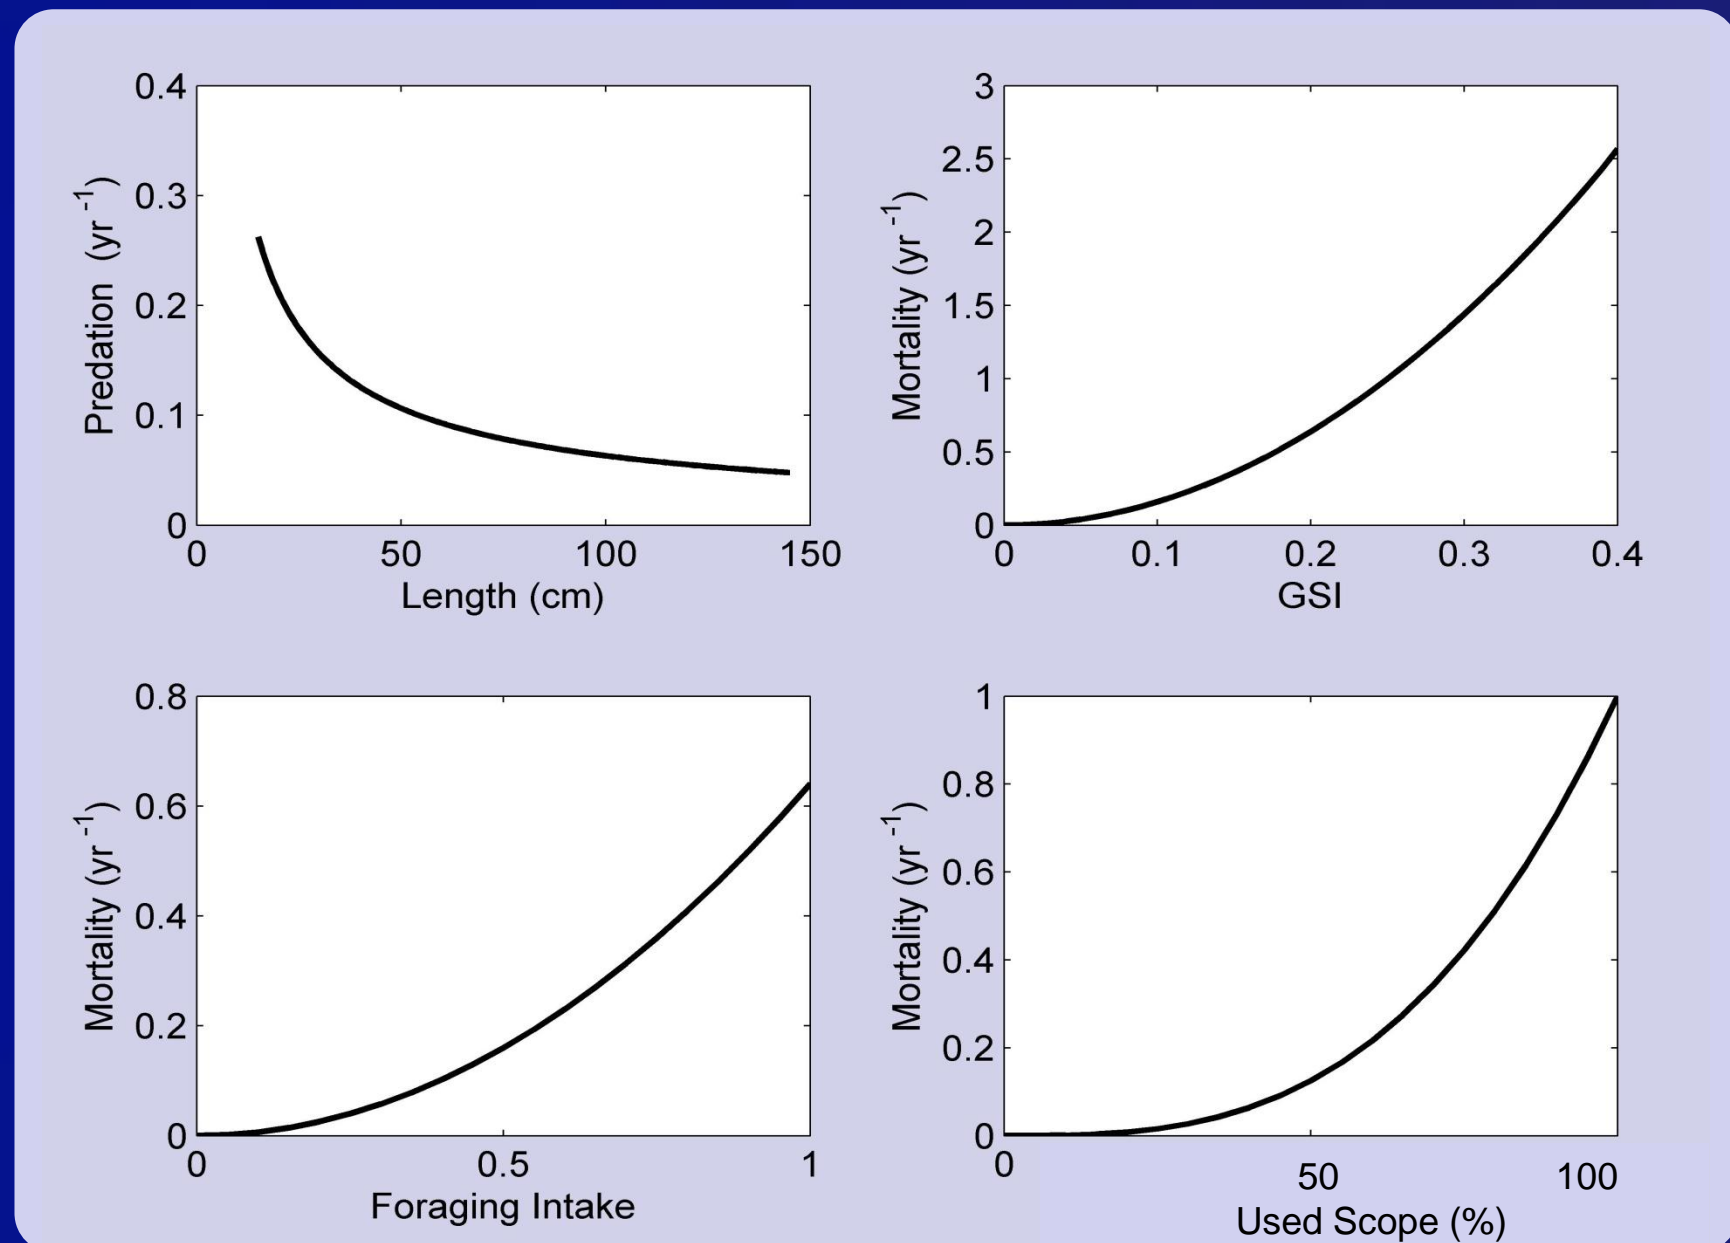 0.4
0.3
0.2
0.1
0
Predation (yr -1)
0 50 100 150
Length (cm)
3
2.5
2
1.5
1
0.5
0
Mortality (yr -1)
0 0.1 0.2 0.3 0.4
GSI
0.8
0.6
0.4
0.2
0
Mortality (yr -1)
0 0.5 1
Foraging Intake
1
0.8
0.6
0.4
0.2
0
Mortality (yr -1)
0 50 100
Used Scope (%)